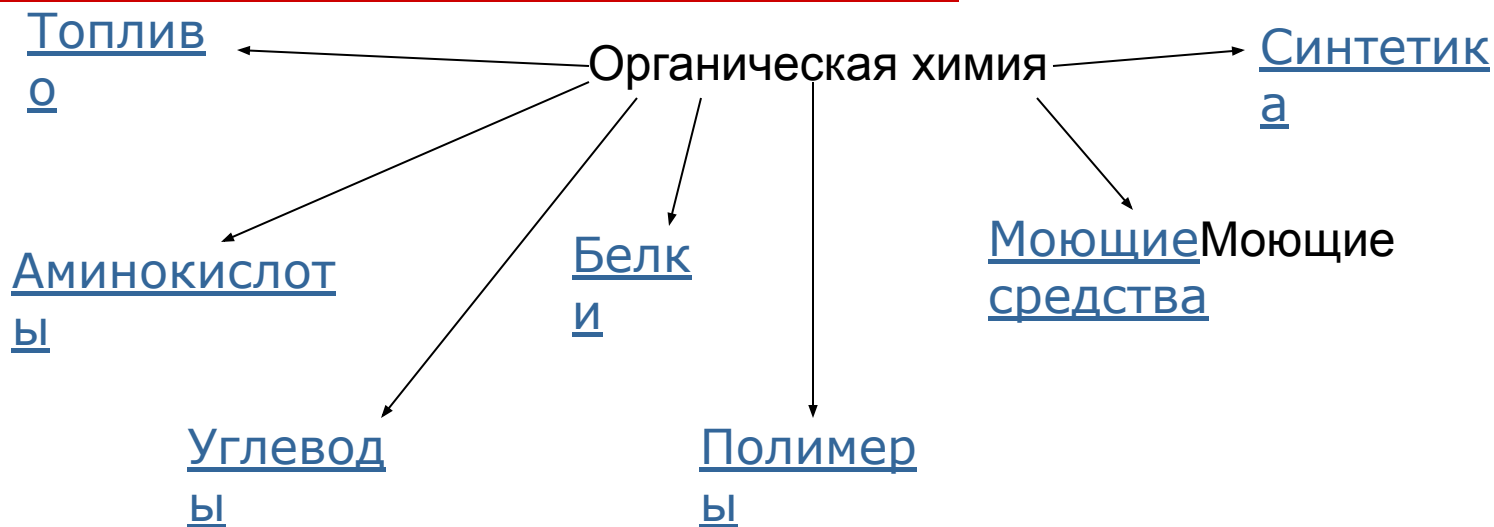 Топлив
о
Органическая химия
Синтетик
а
Аминокислот
ы
Белк
и
МоющиеМоющие
средства
Углевод
ы
Полимер
ы